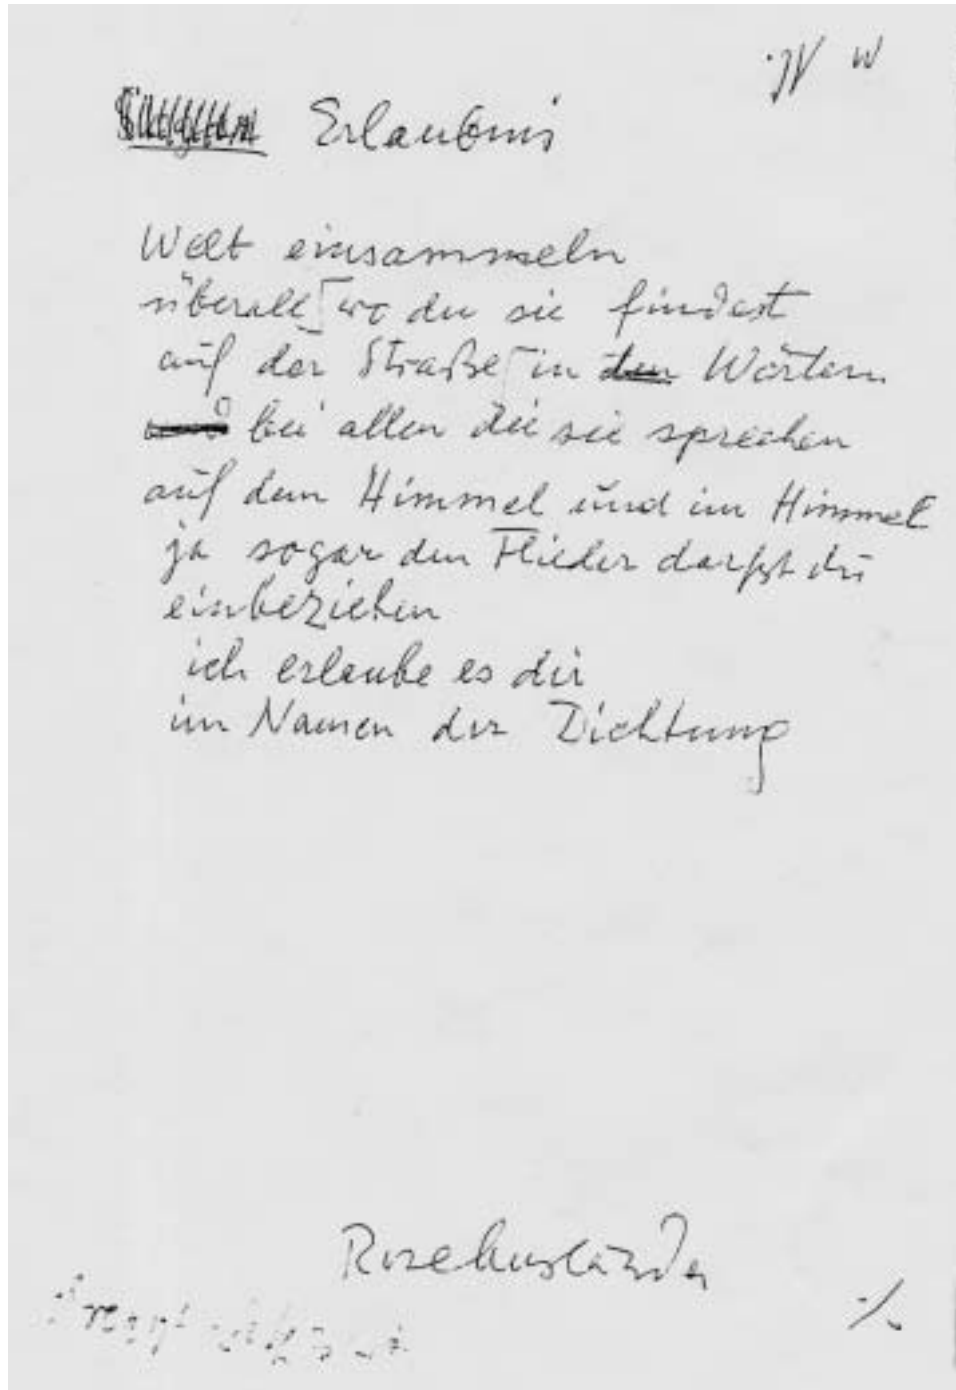 Erlaubnis
Welt einsammeln
überall wo du sie findest
auf der Straße in den Wörtern
und bei allen die sie sprechen
auf dem Himmel und im Himmel
ja sogar den Flieder darfst du
einbeziehen
ich erlaube es dir
im Namen der Dichtung
Rose Ausländer